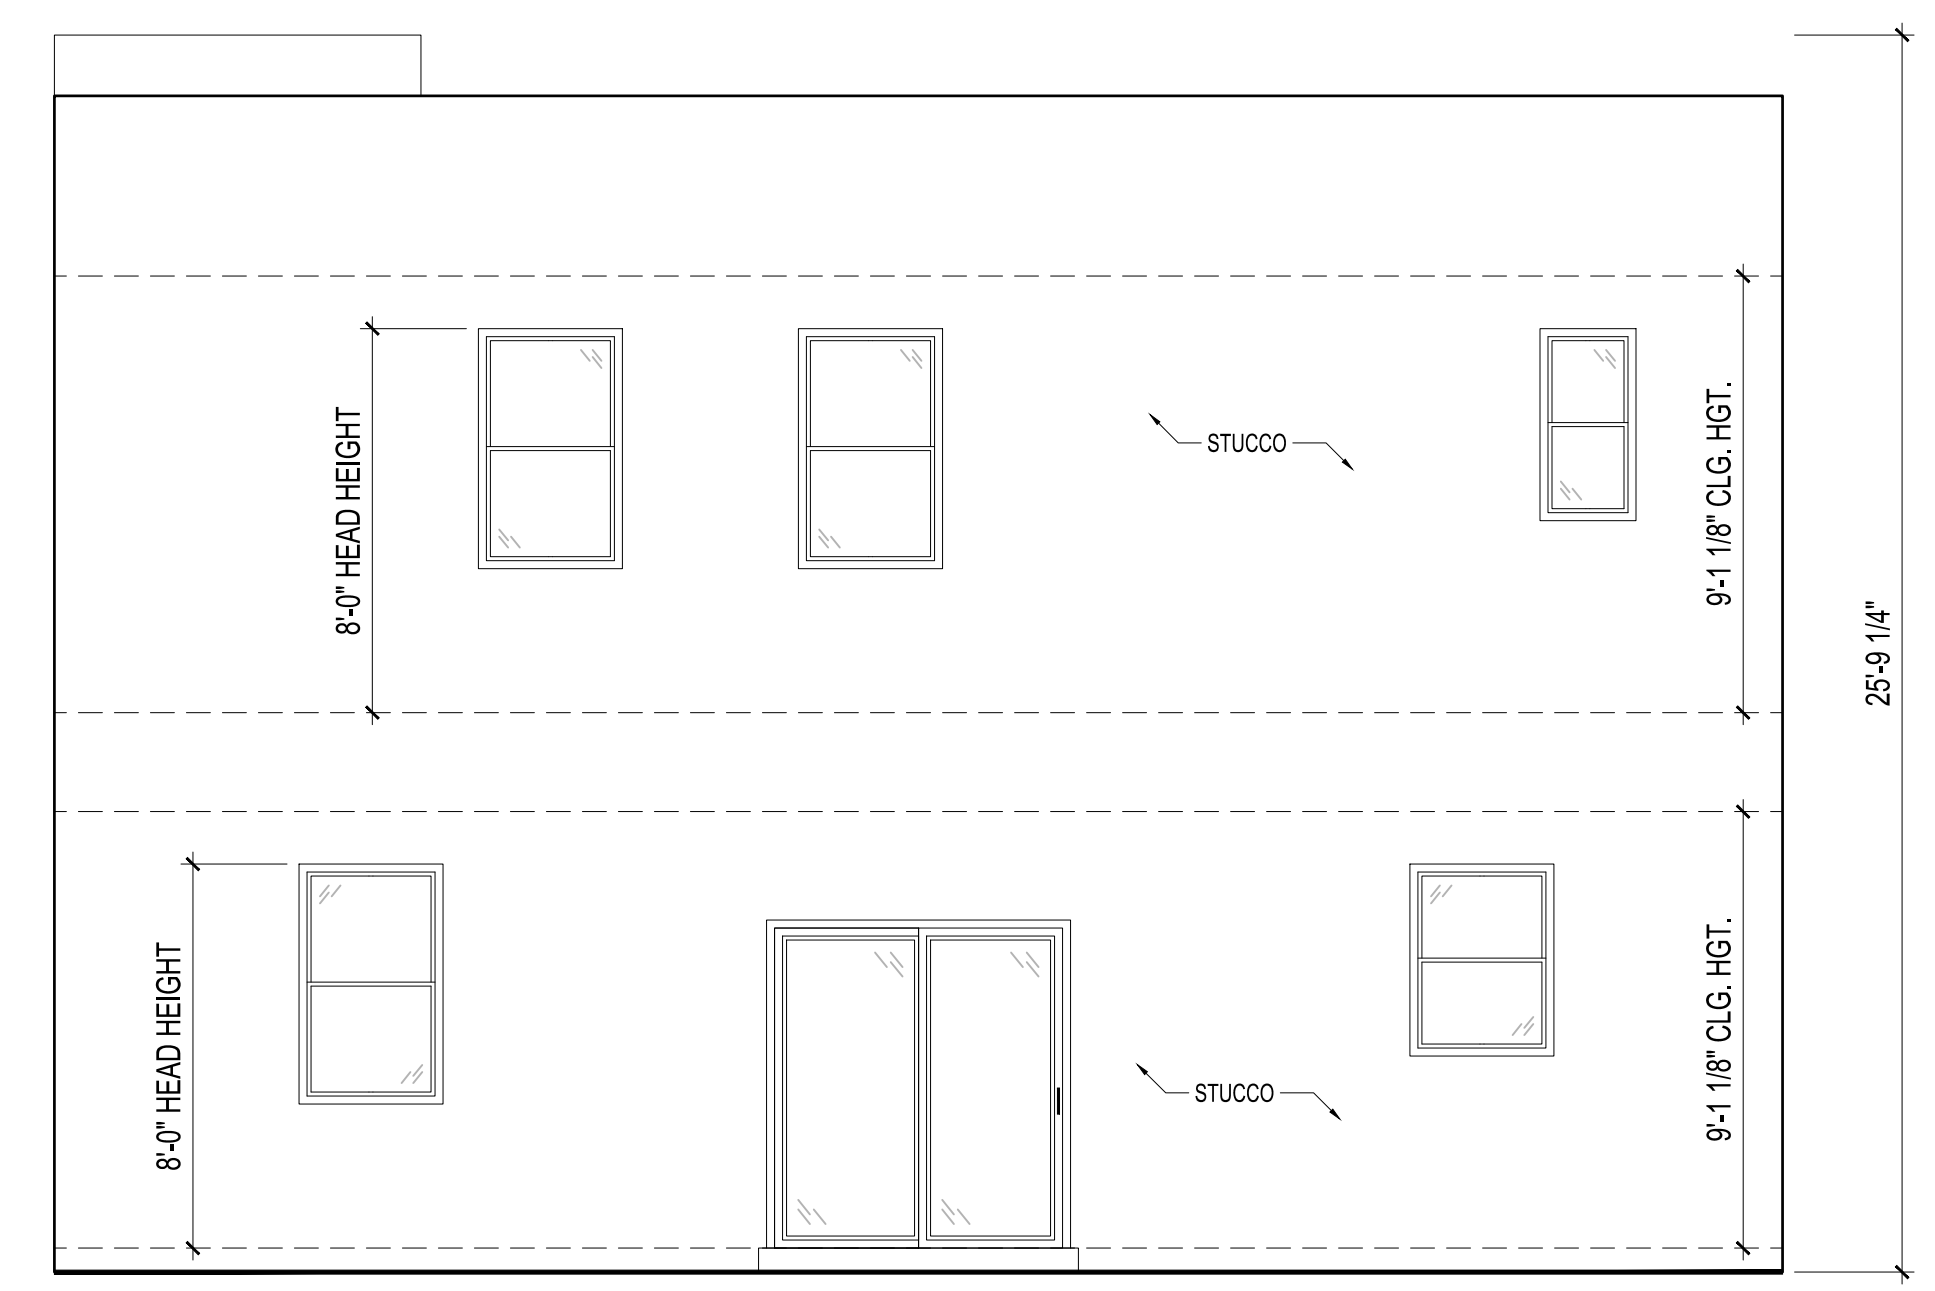 8'-0" HEAD HEIGHT
STUCCO
9'-1 1/8" CLG. HGT.
25'-9 1/4"
8'-0" HEAD HEIGHT
STUCCO
9'-1 1/8" CLG. HGT.